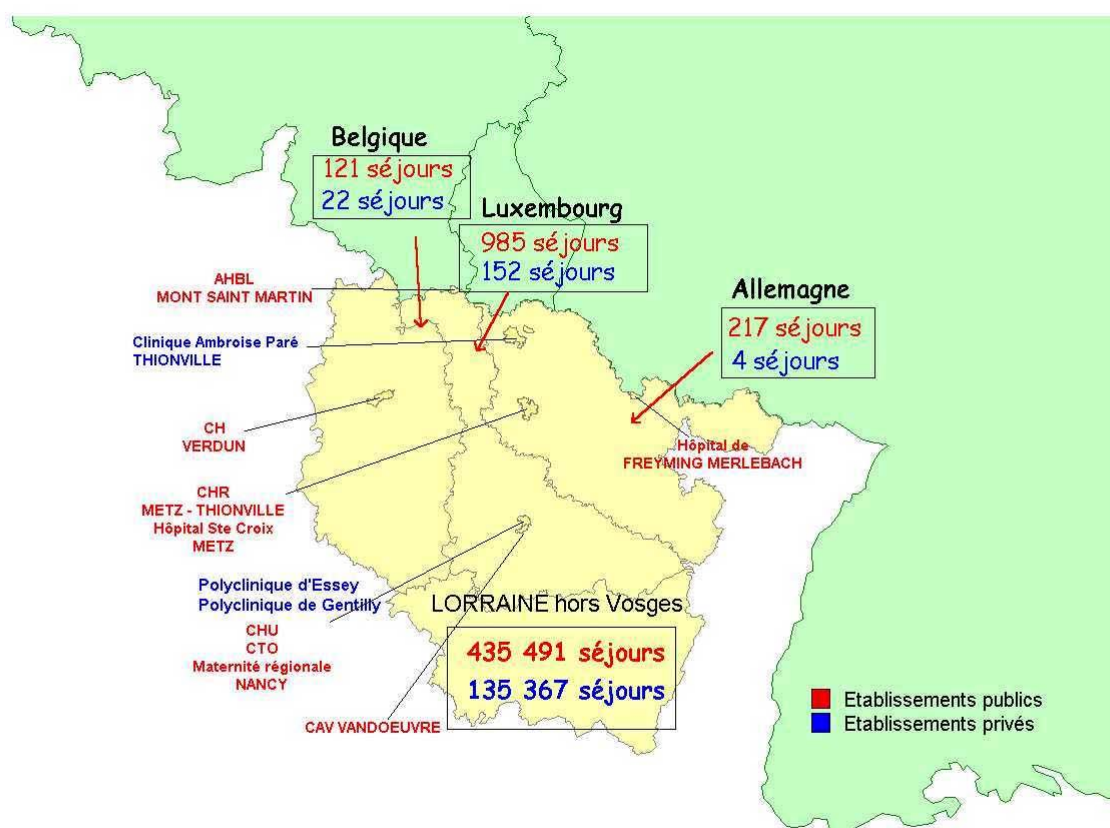 Belgique
121 séjours
22 séjours
Luxembourg
985 séjours
152 séjours
Allemagne
217 séjours
4 séjours
AHBL
MONT SAINT MARTIN
Clinique Ambroise Paré
THIONVILLE
CH
VERDUN
CHR
METZ - THIONVILLE
Hôpital Ste Croix
METZ
Hôpital de
FREYMING MERLEBACH
Polyclinique d'Essey
Polyclinique de Gentilly
CHU
CTO
Maternité régionale
NANCY
CAV VANDOEUVRE
LORRAINE hors Vosges
435 491 séjours
135 367 séjours
Etablissements publics
Etablissements privés